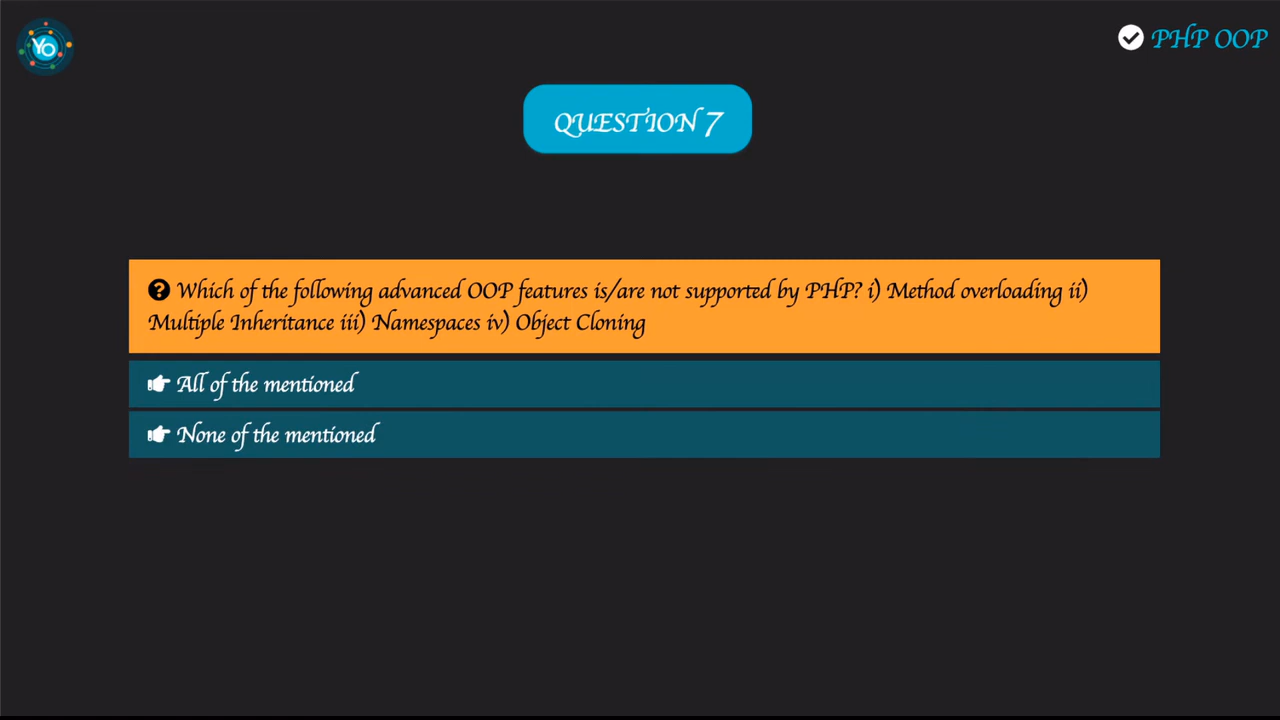 YO
PHP OOP
QUESTION 7
Which of the following advanced OOP features is/are not supported by PHP? i) Method overloading ii)
Multiple Inheritance iii) Namespaces iv) Object Cloning
All of the mentioned
None of the mentioned